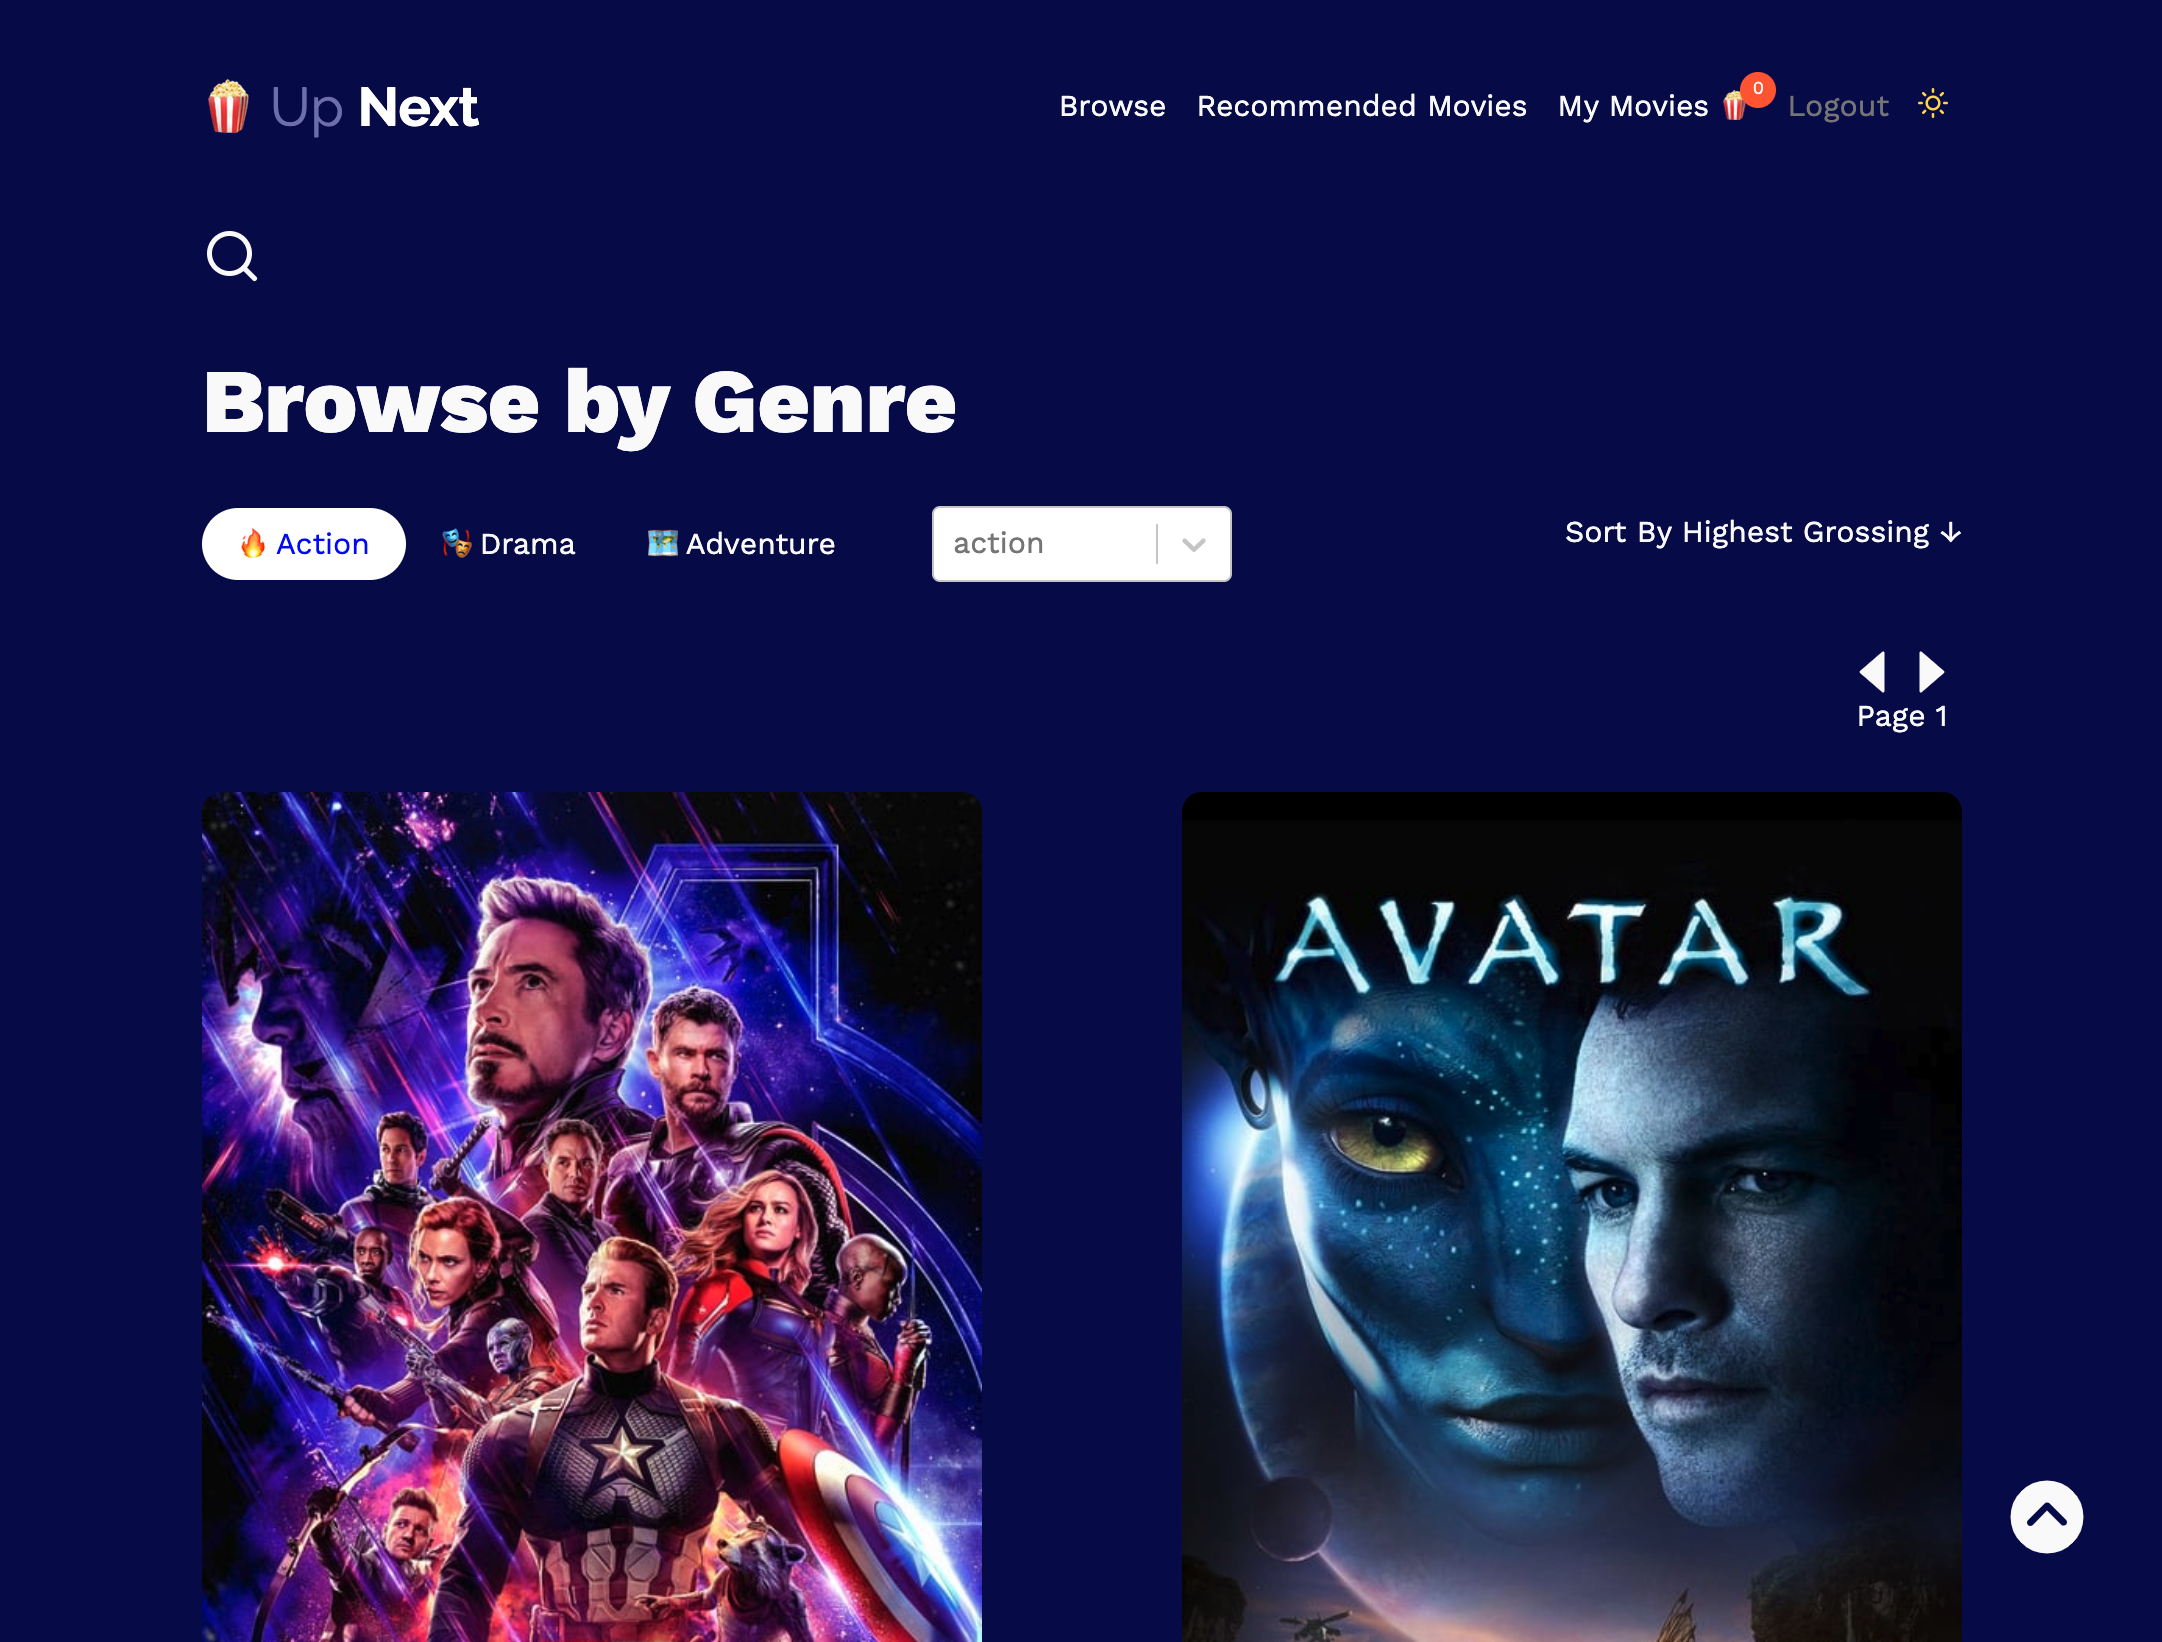 Up Next
Browse Recommended Movies My Movies 0 Logout
Browse by Genre
Action Drama Adventure action Sort By Highest Grossing ↓
Page 1
AVATAR